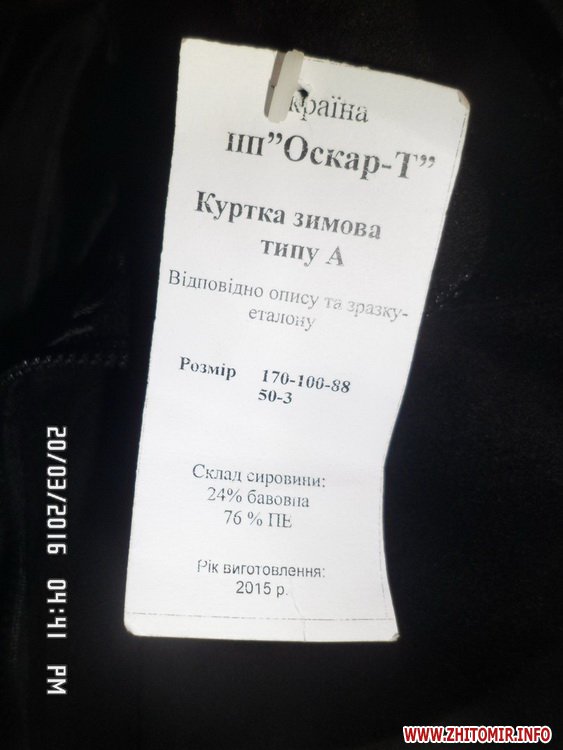 країна
ПП"Оскар-Т"
Куртка зимова
типу А
Відповідно опису та зразку-
еталону
Розмір 170-100-88
50-3
Склад сировини:
24% бавовна
76 % ПЕ
Рік виготовлення:
2015 р.
20/03/2016 04:41 PM
WWW.ZHITOMIR.INFO